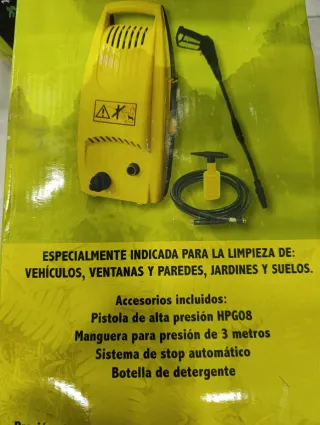 ESPECIALMENTE INDICADA PARA LA LIMPIEZA DE:
VEHÍCULOS, VENTANAS Y PAREDES, JARDINES Y SUELOS.
Accesorios incluidos:
Pistola de alta presión HPG08
Manguera para presión de 3 metros
Sistema de stop automático
Botella de detergente